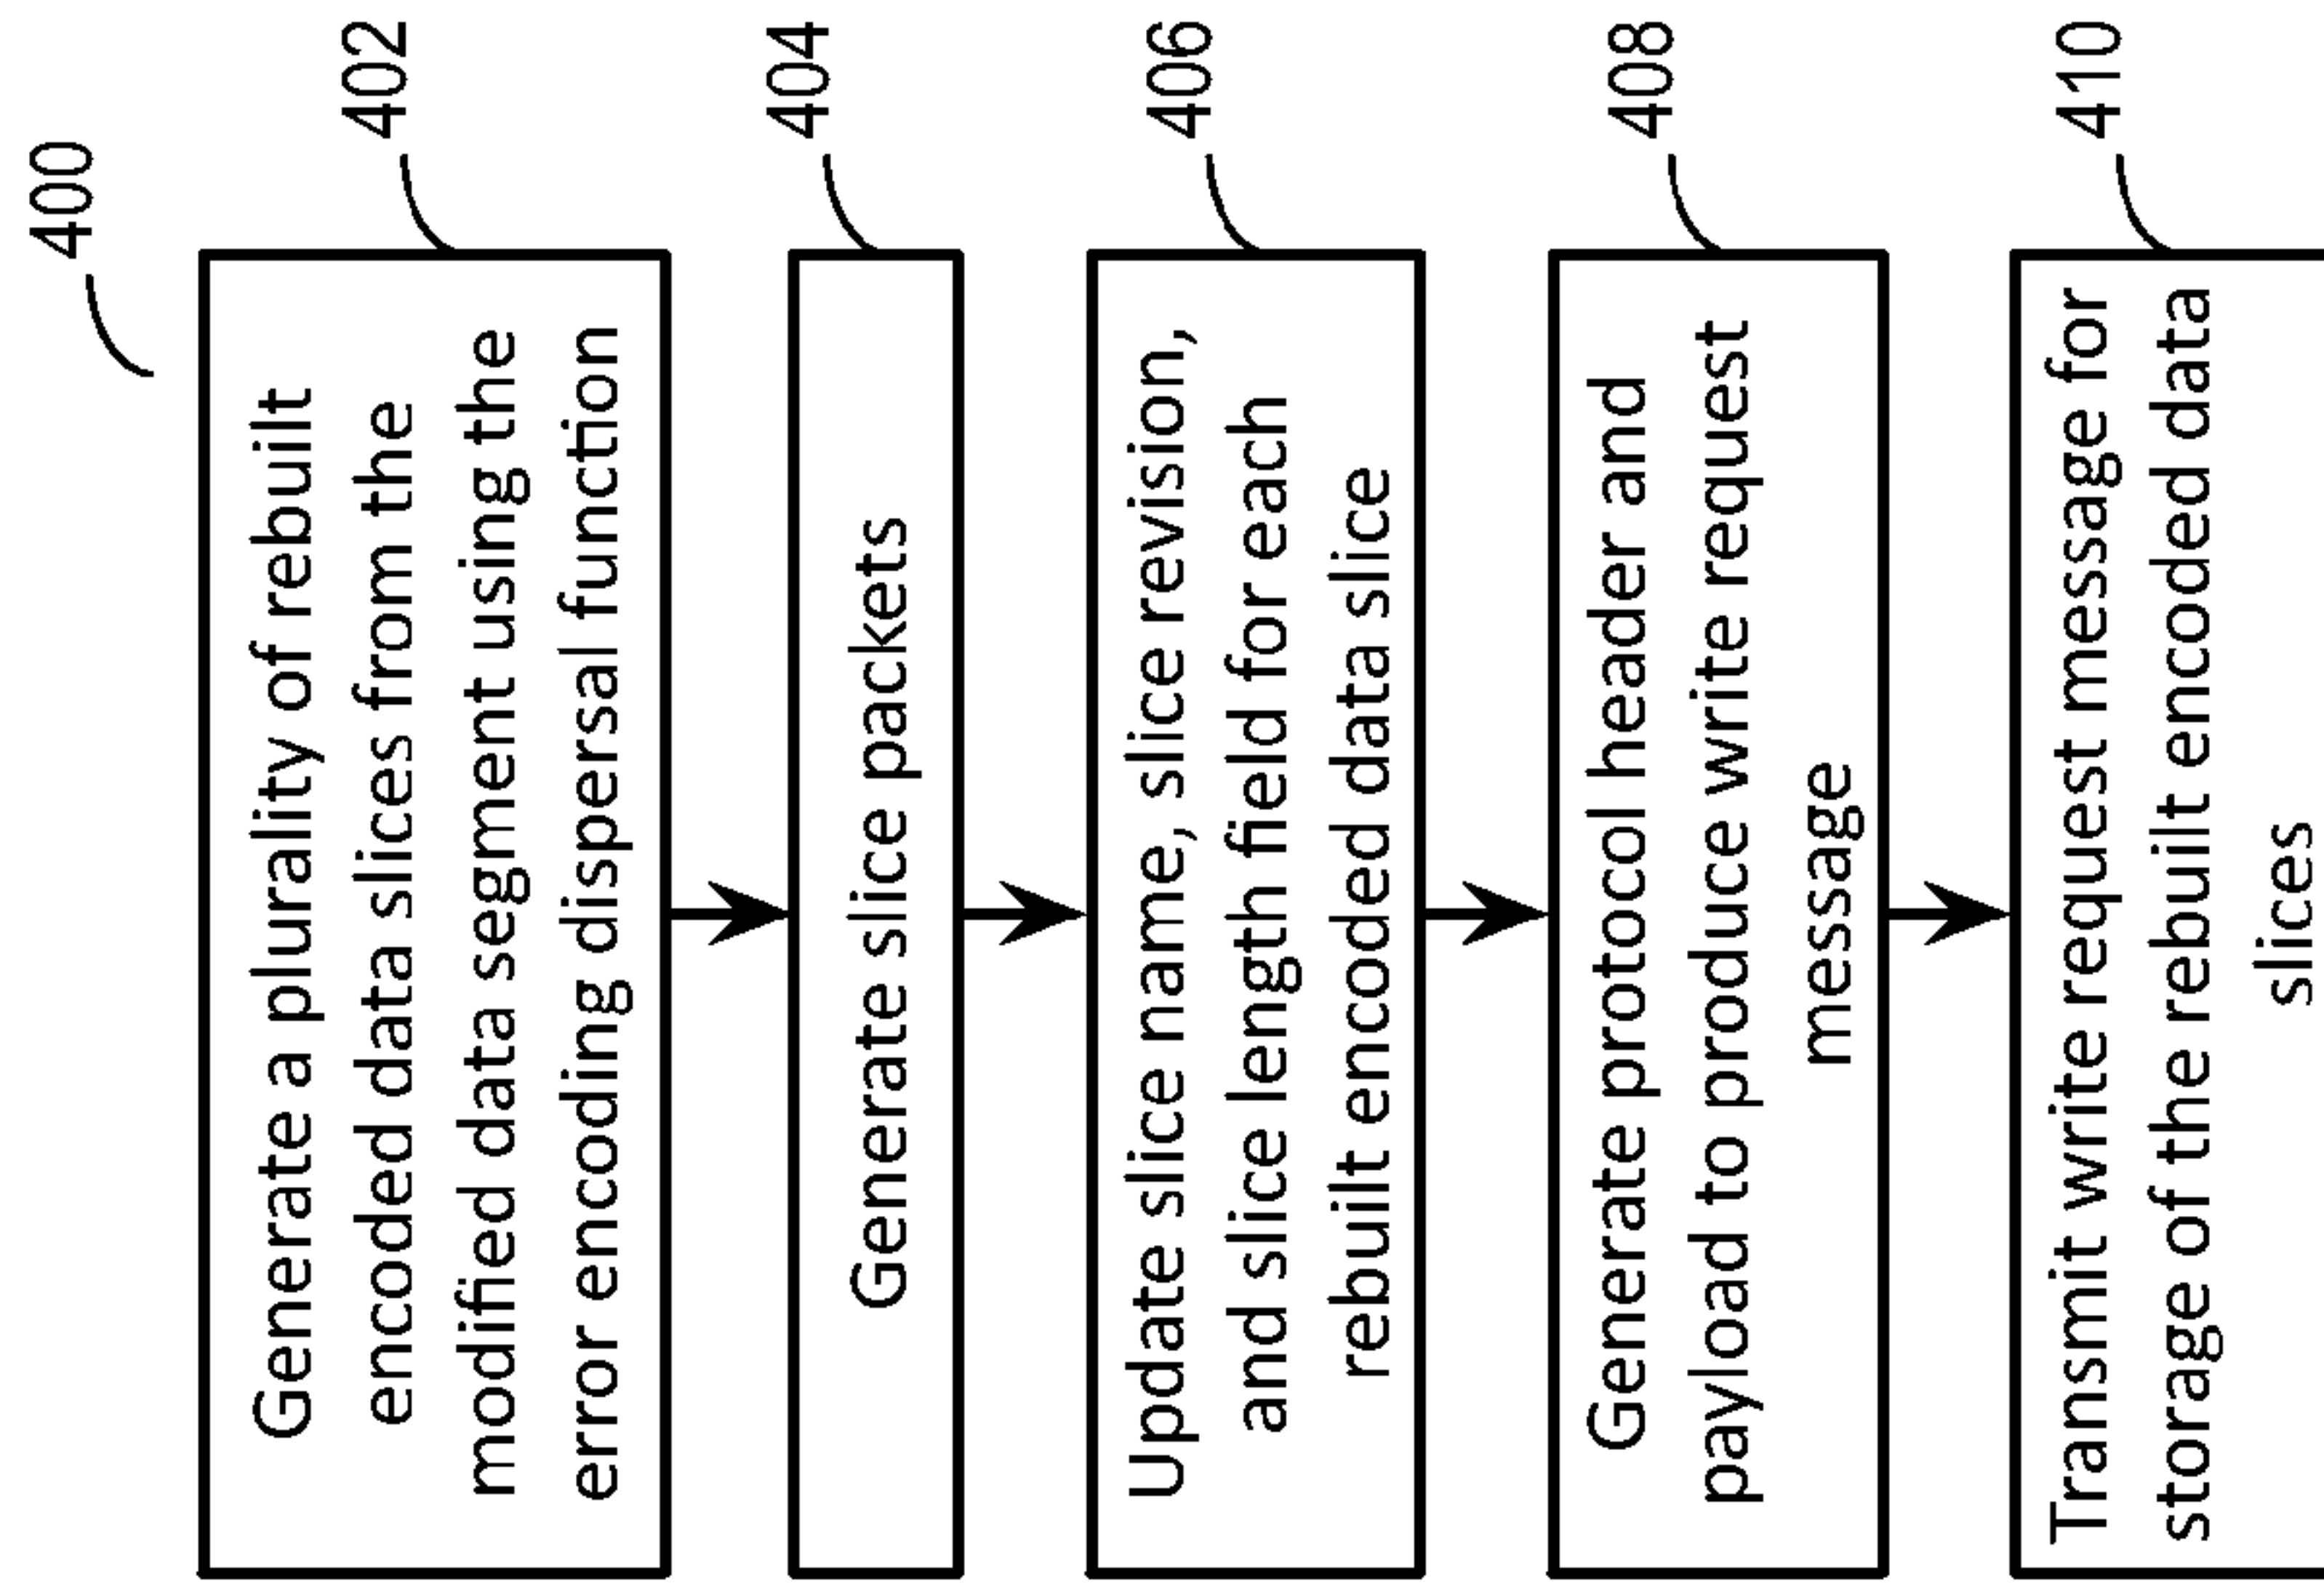 400
402
Generate a plurality of rebuilt
encoded data slices from the
modified data segment using the
error encoding dispersal function
404
Generate slice packets
406
Update slice name, slice revision,
and slice length field for each
rebuilt encoded data slice
408
Generate protocol header and
payload to produce write request
message
410
Transmit write request message for
storage of the rebuilt encoded data
slices